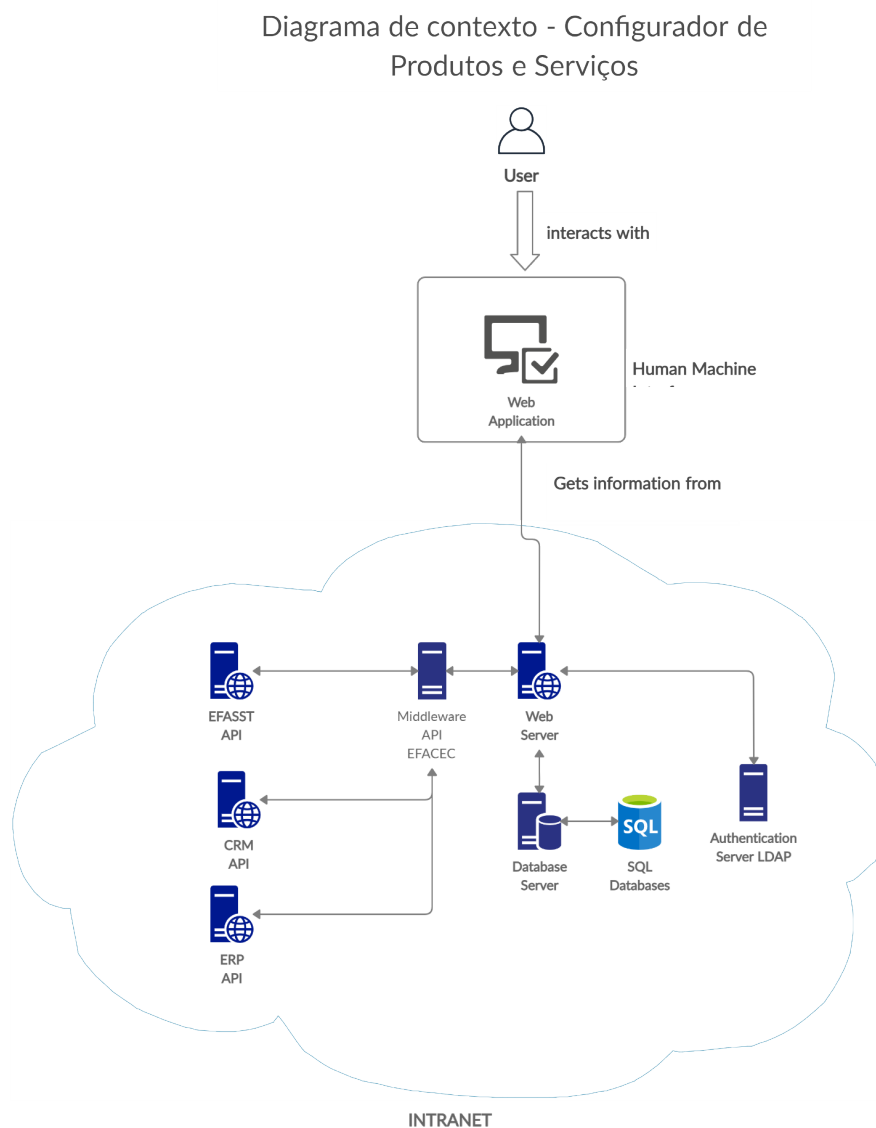 Diagrama de contexto - Configurador de
Produtos e Serviços
User
interacts with
Web
Application
Human Machine
Gets information from
EFASST
API
Middleware
API
EFACEC
Web
Server
CRM
API
Database
Server
SQL
SQL
Databases
Authentication
Server LDAP
ERP
API
INTRANET